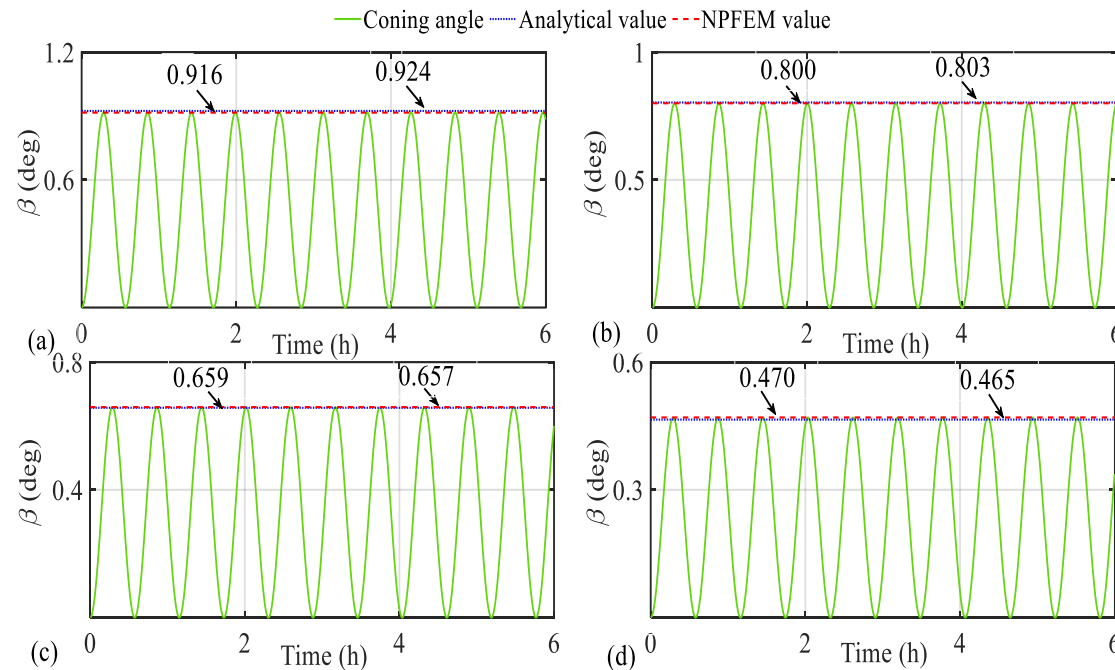 Coning angle Analytical value NPFEM value
1.2
0.916
0.924
0.6
β (deg)
0
2
4
6
(a)
Time (h)
1
0.800
0.803
0.5
β (deg)
0
2
4
6
(b)
Time (h)
0.8
0.659
0.657
0.4
β (deg)
0
2
4
6
(c)
Time (h)
0.6
0.470
0.465
0.3
β (deg)
0
2
4
6
(d)
Time (h)